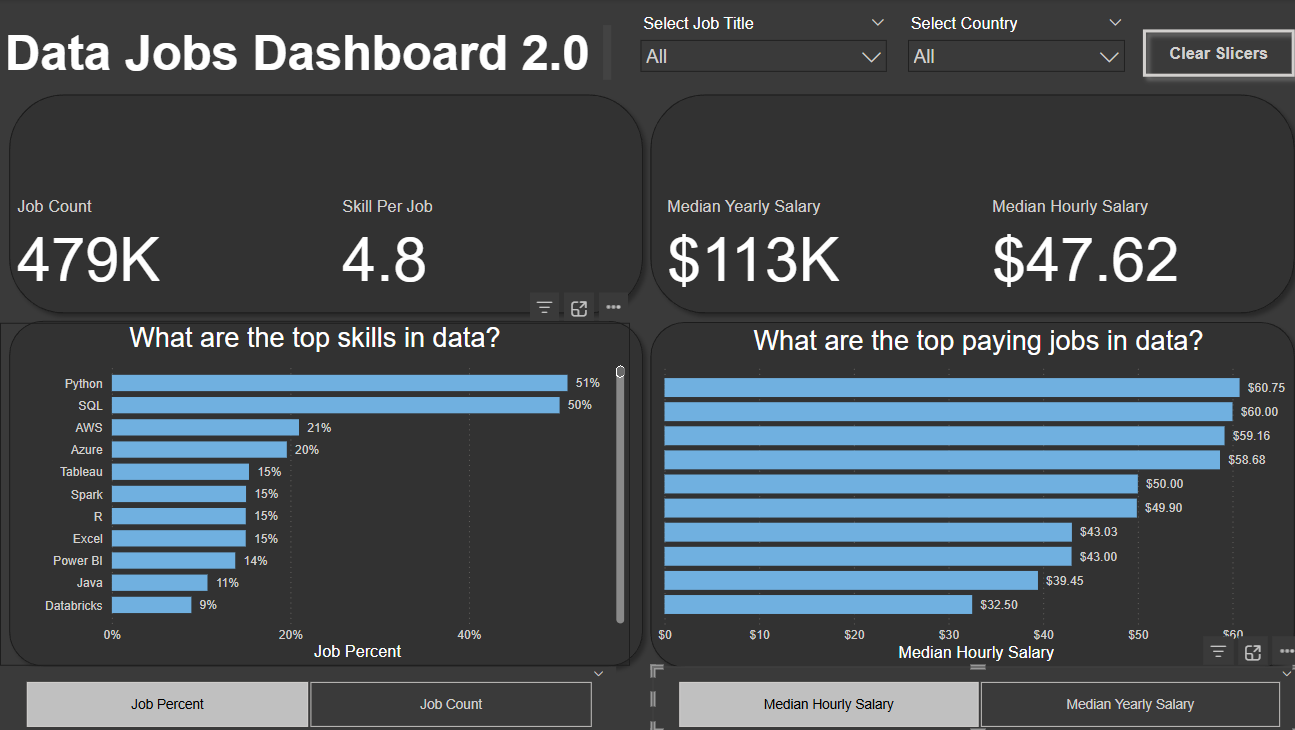 Data Jobs Dashboard 2.0
Select Job Title
All
Select Country
All
Clear Slicers
Job Count
479K
Skill Per Job
4.8
Median Yearly Salary
$113K
Median Hourly Salary
$47.62
What are the top skills in data?
Python 51%
SQL 50%
AWS 21%
Azure 20%
Tableau 15%
Spark 15%
R 15%
Excel 15%
Power BI 14%
Java 11%
Databricks 9%
0% 20% 40%
Job Percent
Job Percent
Job Count
What are the top paying jobs in data?
$60.75
$60.00
$59.16
$58.68
$50.00
$49.90
$43.03
$43.00
$39.45
$32.50
$0 $10 $20 $30 $40 $50 $60
Median Hourly Salary
Median Hourly Salary
Median Yearly Salary